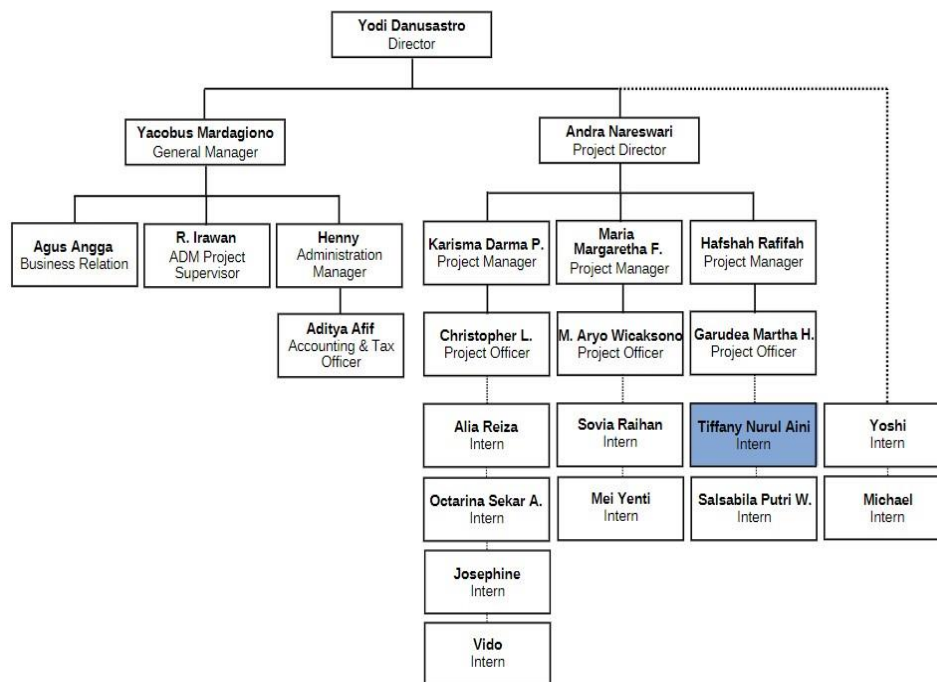 Yodi Danusastro
Director
Yacobus Mardagiono
General Manager
Andra Nareswari
Project Director
Agus Angga
Business Relation
R. Irawan
ADM Project
Supervisor
Henny
Administration
Manager
Karisma Darma P.
Project Manager
Maria
Margaretha F.
Project Manager
Hafshah Rafifah
Project Manager
Aditya Afif
Accounting & Tax
Officer
Christopher L.
Project Officer
M. Aryo Wicaksono
Project Officer
Garudea Martha H.
Project Officer
Alia Reiza
Intern
Sovia Raihan
Intern
Tiffany Nurul Aini
Intern
Yoshi
Intern
Octarina Sekar A.
Intern
Mei Yenti
Intern
Salsabila Putri W.
Intern
Michael
Intern
Josephine
Intern
Vido
Intern